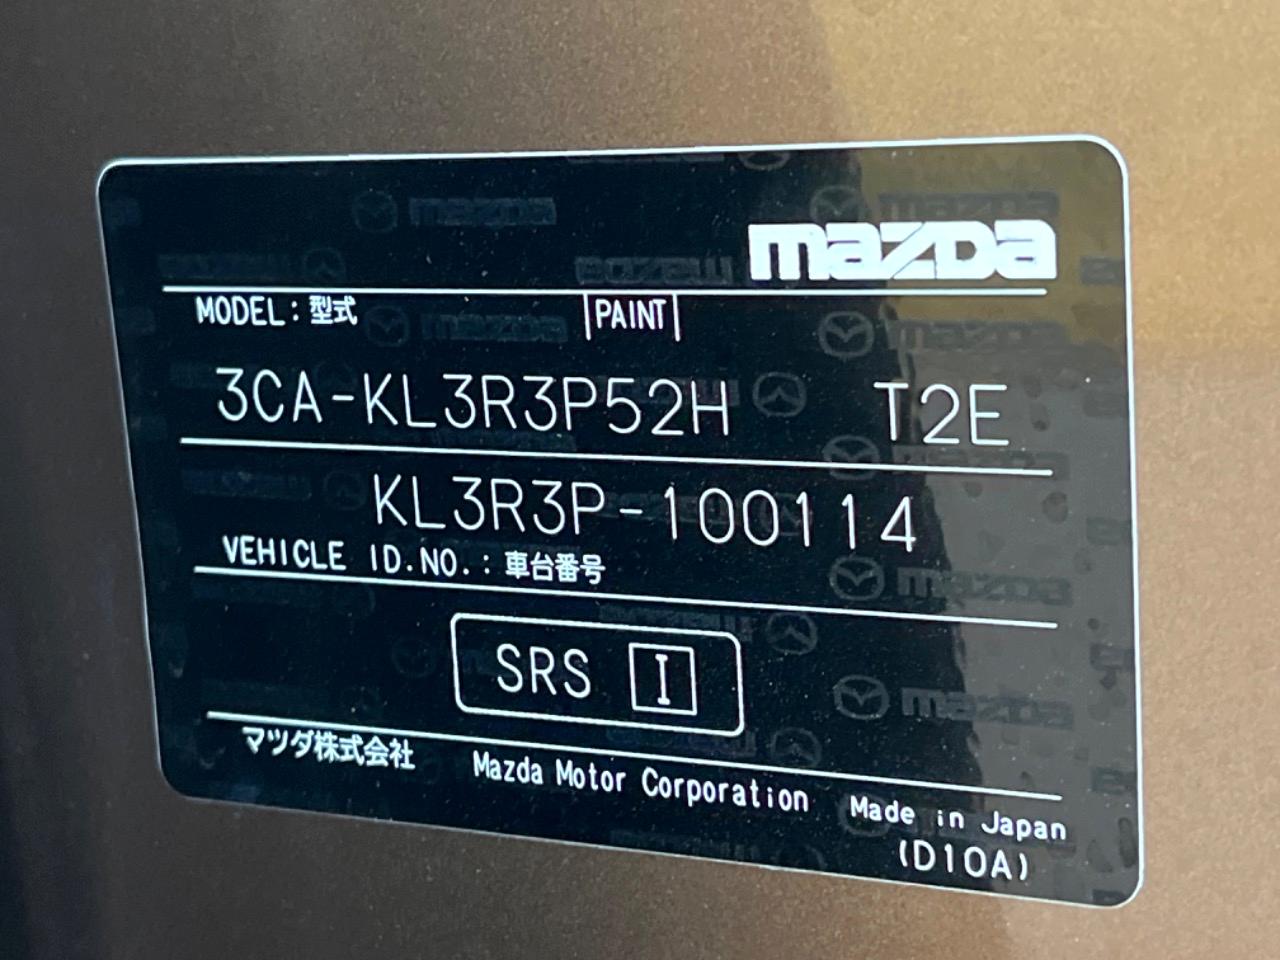 mazda
MODEL：型式 PAINT
3CA-KL3R3P52H T2E
KL3R3P-100114
VEHICLE ID.NO.：車台番号
SRS I
マツダ株式会社 Mazda Motor Corporation Made in Japan
(D10A)